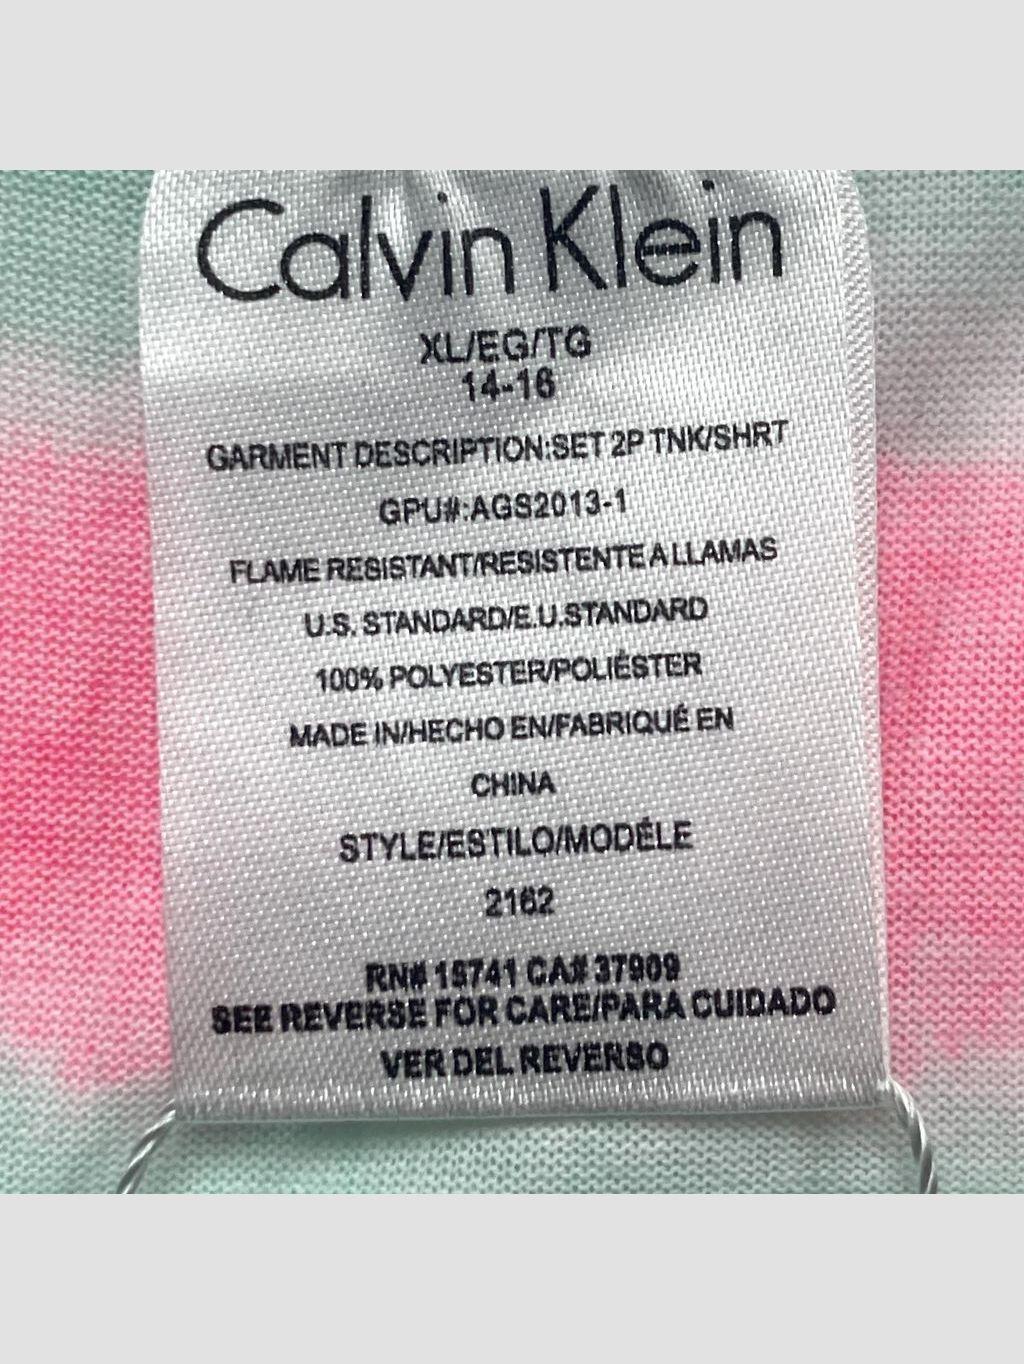 Calvin Klein
XL/EG/TG
14-16
GARMENT DESCRIPTION:SET 2P TNK/SHRT
GPU#:AGS2013-1
FLAME RESISTANT/RESISTENTE A LLAMAS
U.S. STANDARD/E.U.STANDARD
100% POLYESTER/POLIÉSTER
MADE IN/HECHO EN/FABRIQUÉ EN
CHINA
STYLE/ESTILO/MODÉLE
2162
RN# 15741 CA# 37909
SEE REVERSE FOR CARE/PARA CUIDADO
VER DEL REVERSO